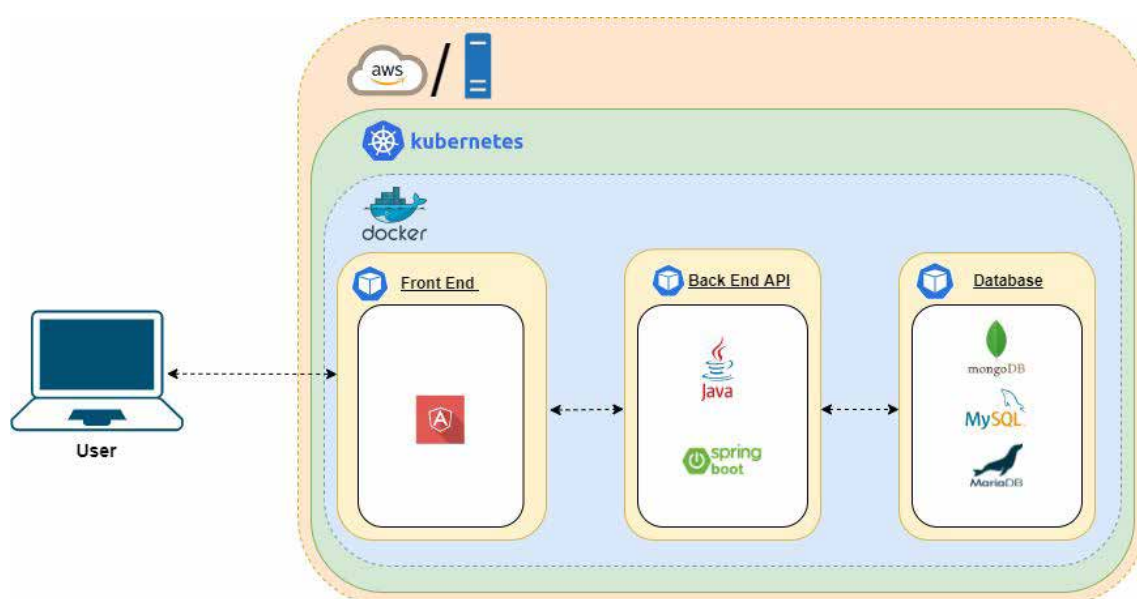 aws
/
kubernetes
docker
Front End
Back End API
Database
Java
spring
boot
mongoDB
MySQL
MariaDB
User